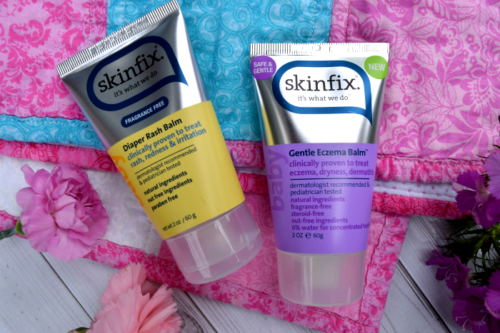 skinfix.
it's what we do
FRAGRANCE FREE
Diaper Rash Balm
clinically proven to treat
rash, redness & irritation
dermatologist recommended
& pediatrician tested
natural ingredients
nut-free ingredients
paraben free
NET WT 2 oz / 60 g
SAFE &
GENTLE
NEW
skinfix.
it's what we do
baby
Gentle Eczema Balm™
clinically proven to treat
eczema, dryness, dermatitis
dermatologist recommended &
pediatrician tested
natural ingredients
fragrance-free
steroid-free
nut-free ingredients
0% water for concentrated
2 OZ ℮ 60g